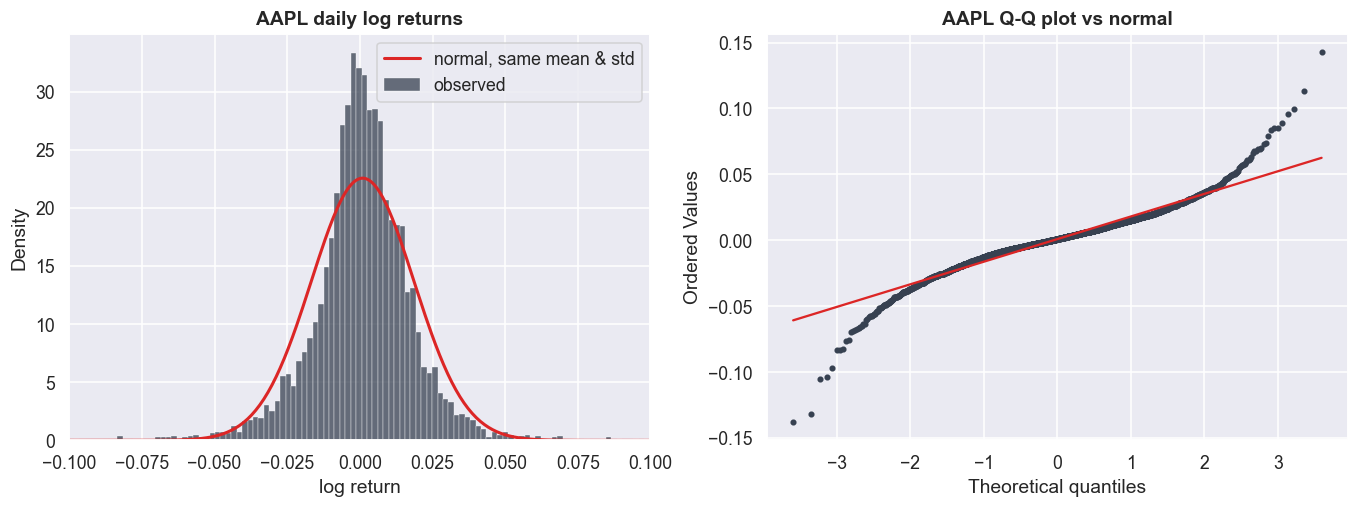 AAPL daily log returns
normal, same mean & std
observed
Density
30
25
20
15
10
5
0
−0.100 −0.075 −0.050 −0.025 0.000 0.025 0.050 0.075 0.100
log return
AAPL Q-Q plot vs normal
Ordered Values
0.15
0.10
0.05
0.00
−0.05
−0.10
−0.15
−3 −2 −1 0 1 2 3
Theoretical quantiles